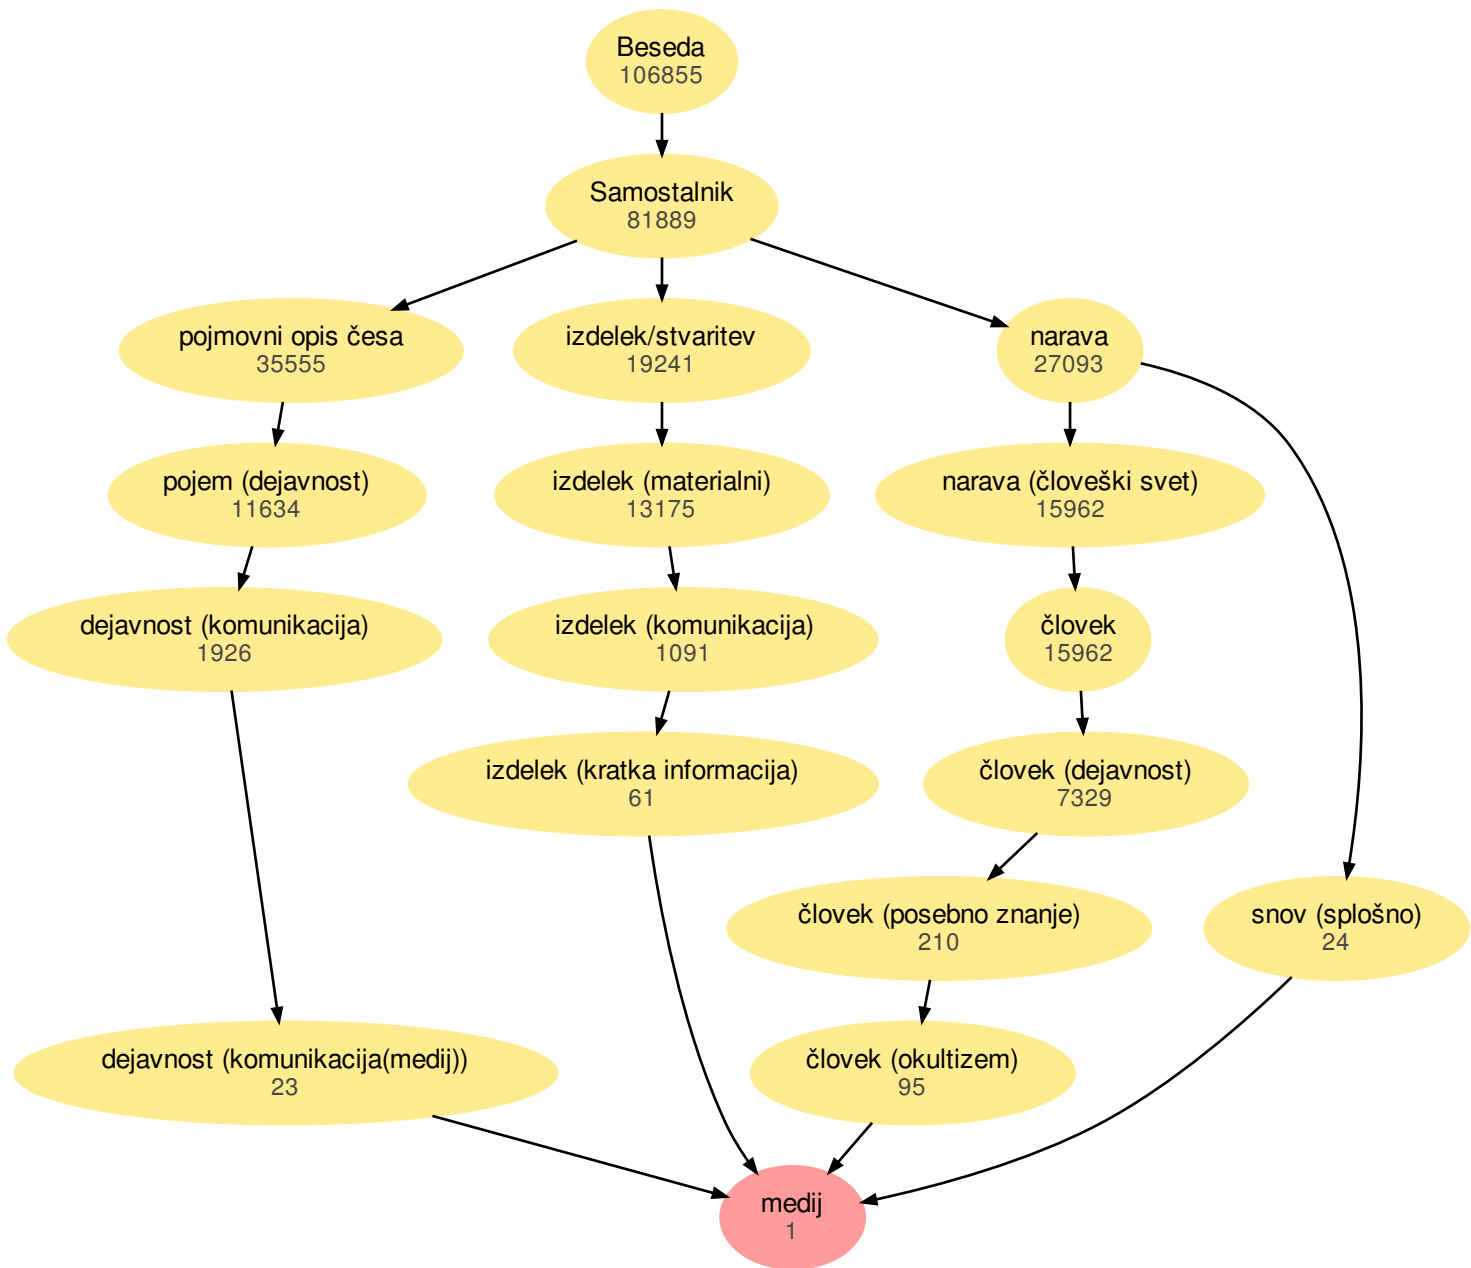 Beseda
106855
Samostalnik
81889
pojmovni opis česa
35555
izdelek/stvaritev
19241
narava
27093
pojem (dejavnost)
11634
izdelek (materialni)
13175
narava (človeški svet)
15962
dejavnost (komunikacija)
1926
izdelek (komunikacija)
1091
človek
15962
izdelek (kratka informacija)
61
človek (dejavnost)
7329
človek (posebno znanje)
210
snov (splošno)
24
dejavnost (komunikacija(medij))
23
človek (okultizem)
95
medij
1